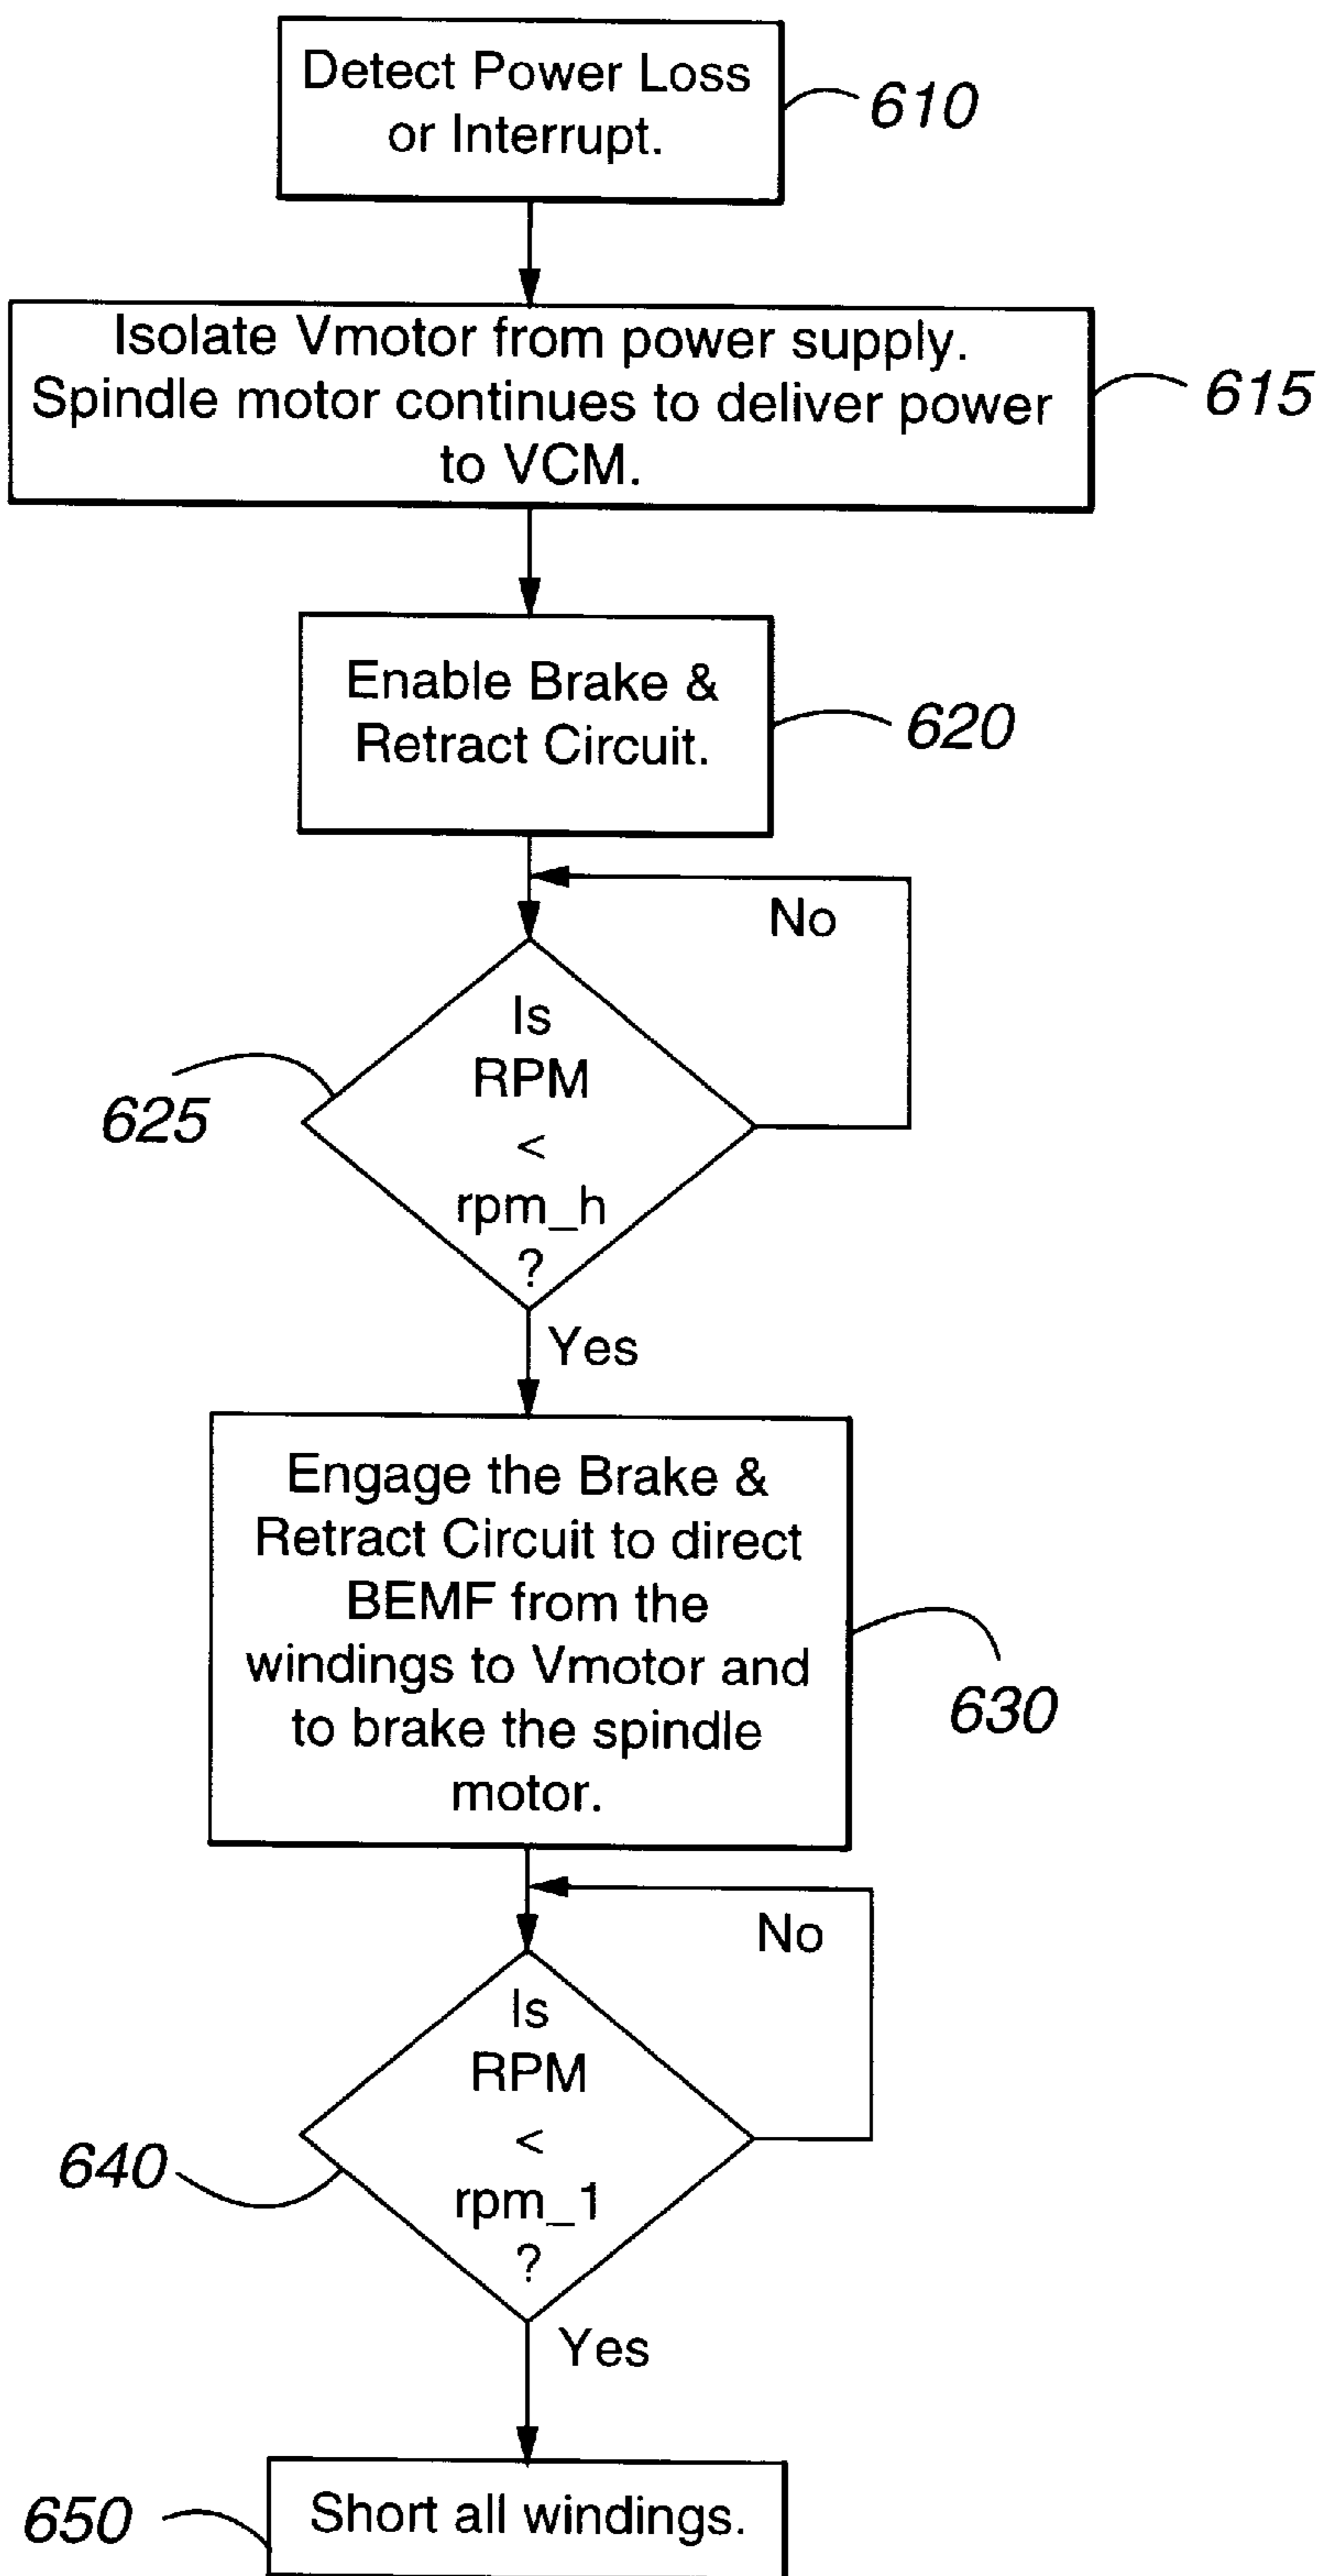 Detect Power Loss
or Interrupt.
610
Isolate Vmotor from power supply.
Spindle motor continues to deliver power
to VCM.
615
Enable Brake &
Retract Circuit.
620
No
Is
RPM
<
rpm_h
?
625
Yes
Engage the Brake &
Retract Circuit to direct
BEMF from the
windings to Vmotor and
to brake the spindle
motor.
630
No
Is
RPM
<
rpm_1
?
640
Yes
Short all windings.
650